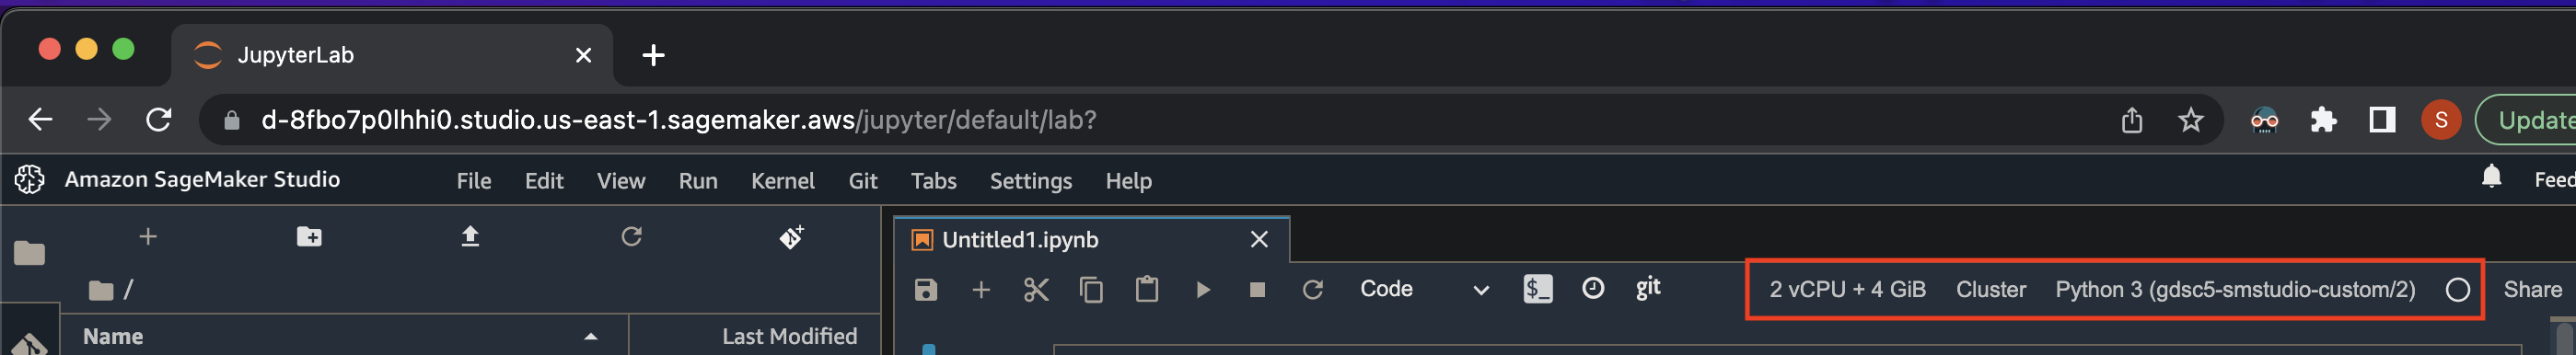 JupyterLab
d-8fbo7p0lhhi0.studio.us-east-1.sagemaker.aws/jupyter/default/lab?
S
Update
Amazon SageMaker Studio File Edit View Run Kernel Git Tabs Settings Help Feed
Untitled1.ipynb
/
Code $_ git 2 vCPU + 4 GiB Cluster Python 3 (gdsc5-smstudio-custom/2) Share
Name Last Modified